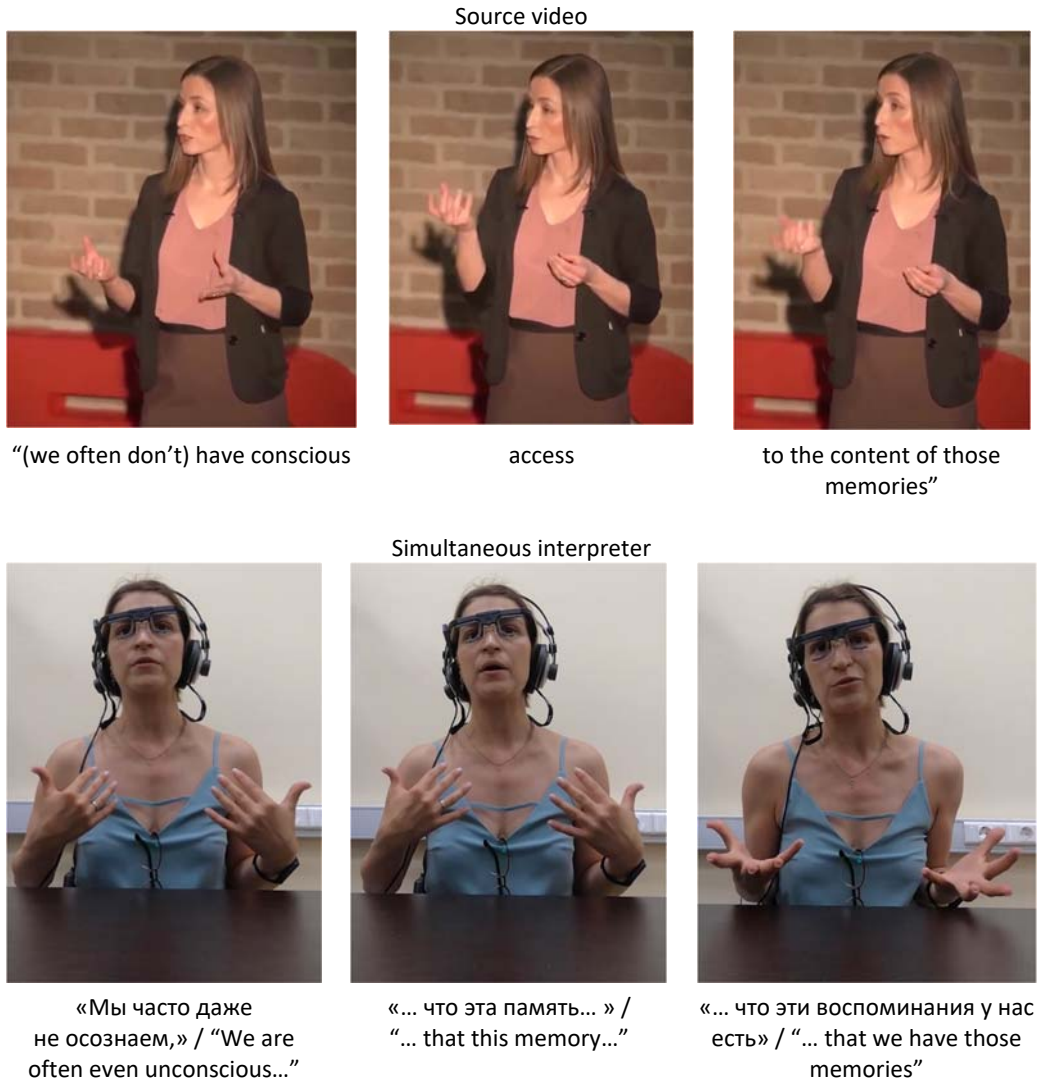 Source video
“(we often don’t) have conscious
access
to the content of those
memories”
Simultaneous interpreter
«Мы часто даже
не осознаем,» / “We are
often even unconscious…”
«… что эта память… » /
“… that this memory…”
«… что эти воспоминания у нас
есть» / “… that we have those
memories”